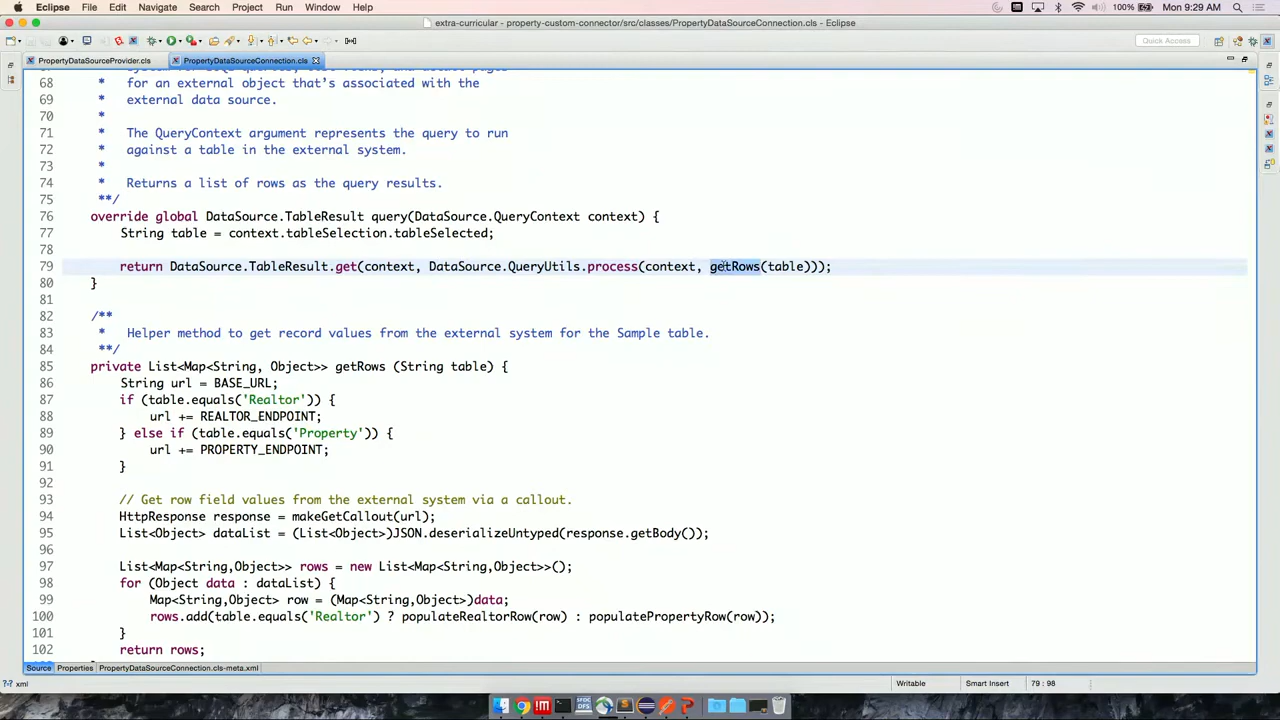 Eclipse File Edit Navigate Search Project Run Window Help 100% Mon 9:29 AM
extra-curricular - property-custom-connector/src/classes/PropertyDataSourceConnection.cls - Eclipse
Quick Access
PropertyDataSourceProvider.cls PropertyDataSourceConnection.cls
68 * for an external object that's associated with the
69 * external data source.
70 *
71 * The QueryContext argument represents the query to run
72 * against a table in the external system.
73 *
74 * Returns a list of rows as the query results.
75 **/
76 override global DataSource.TableResult query(DataSource.QueryContext context) {
77 String table = context.tableSelection.tableSelected;
78
79 return DataSource.TableResult.get(context, DataSource.QueryUtils.process(context, getRows(table)));
80 }
81
82 /**
83 * Helper method to get record values from the external system for the Sample table.
84 **/
85 private List<Map<String, Object>> getRows (String table) {
86 String url = BASE_URL;
87 if (table.equals('Realtor')) {
88 url += REALTOR_ENDPOINT;
89 } else if (table.equals('Property')) {
90 url += PROPERTY_ENDPOINT;
91 }
92
93 // Get row field values from the external system via a callout.
94 HttpResponse response = makeGetCallout(url);
95 List<Object> dataList = (List<Object>)JSON.deserializeUntyped(response.getBody());
96
97 List<Map<String,Object>> rows = new List<Map<String,Object>>();
98 for (Object data : dataList) {
99 Map<String,Object> row = (Map<String,Object>)data;
100 rows.add(table.equals('Realtor') ? populateRealtorRow(row) : populatePropertyRow(row));
101 }
102 return rows;
Source Properties PropertyDataSourceConnection.cls-meta.xml
xml Writable Smart Insert 79 : 98